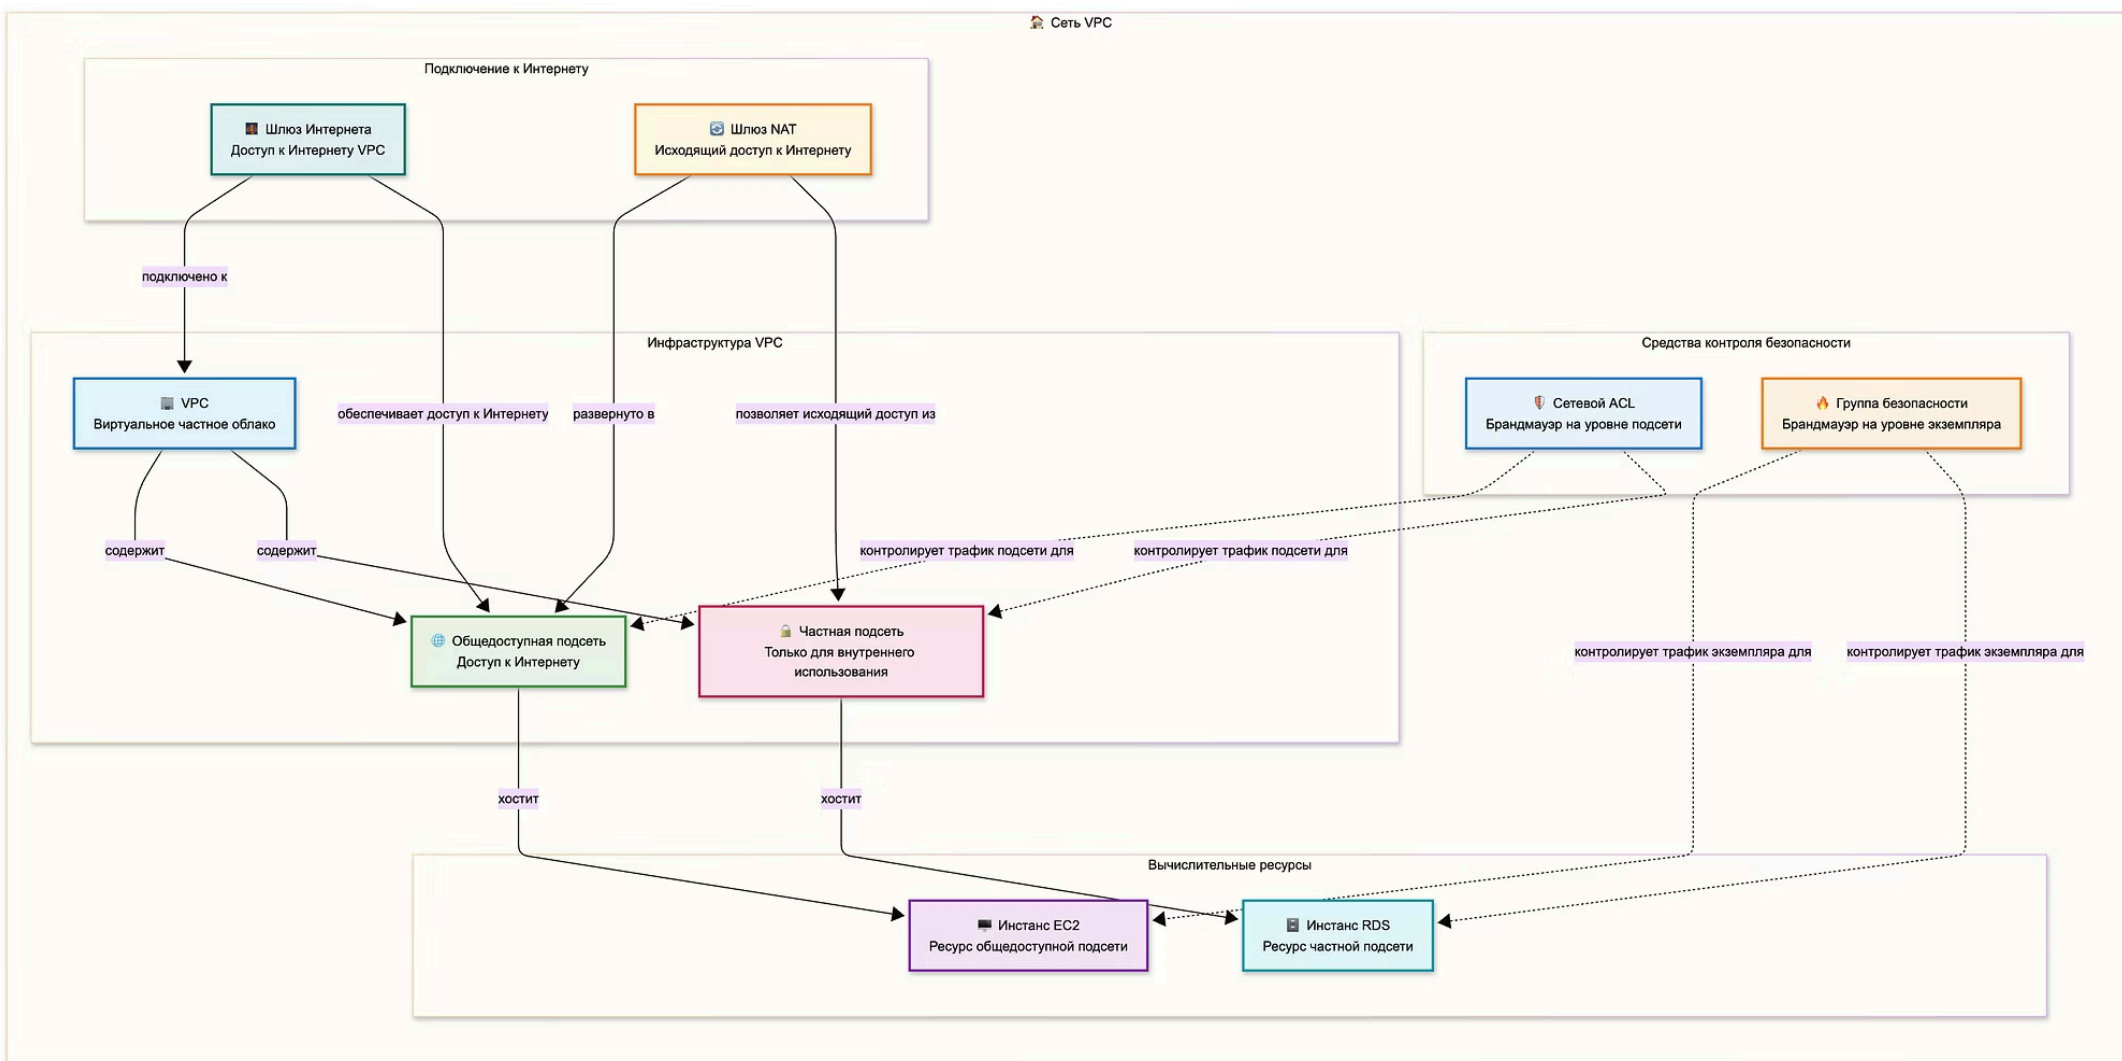 Сеть VPC
Подключение к Интернету
Шлюз Интернета
Доступ к Интернету VPC
Шлюз NAT
Исходящий доступ к Интернету
подключено к
Инфраструктура VPC
Средства контроля безопасности
VPC
Виртуальное частное облако
обеспечивает доступ к Интернету
развернуто в
позволяет исходящий доступ из
Сетевой ACL
Брандмауэр на уровне подсети
Группа безопасности
Брандмауэр на уровне экземпляра
содержит
содержит
контролирует трафик подсети для
контролирует трафик подсети для
Общедоступная подсеть
Доступ к Интернету
Частная подсеть
Только для внутреннего
использования
контролирует трафик экземпляра для
контролирует трафик экземпляра для
хостит
хостит
Вычислительные ресурсы
Инстанс EC2
Ресурс общедоступной подсети
Инстанс RDS
Ресурс частной подсети